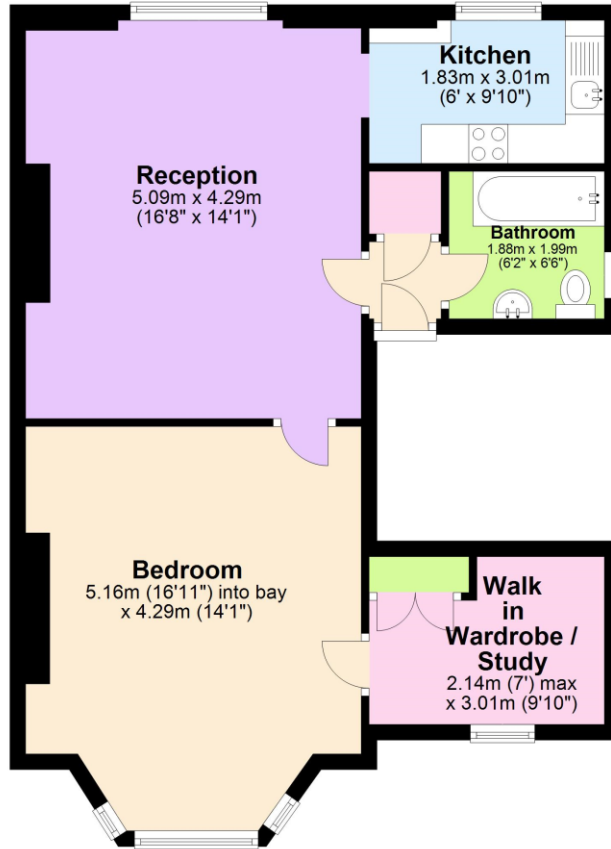 Kitchen
1.83m x 3.01m
(6' x 9'10")
Reception
5.09m x 4.29m
(16'8" x 14'1")
Bathroom
1.88m x 1.99m
(6'2" x 6'6")
Bedroom
5.16m (16'11") into bay
x 4.29m (14'1")
Walk
in
Wardrobe /
Study
2.14m (7') max
x 3.01m (9'10")